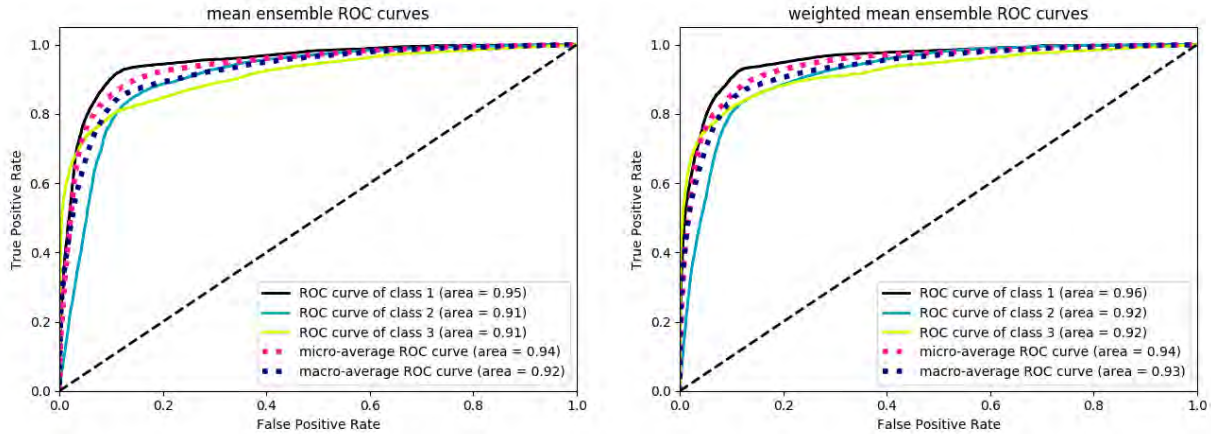 mean ensemble ROC curves
1.0
0.8
0.6
0.4
0.2
0.0
True Positive Rate
ROC curve of class 1 (area = 0.95)
ROC curve of class 2 (area = 0.91)
ROC curve of class 3 (area = 0.91)
micro-average ROC curve (area = 0.94)
macro-average ROC curve (area = 0.92)
0.0 0.2 0.4 0.6 0.8 1.0
False Positive Rate
weighted mean ensemble ROC curves
1.0
0.8
0.6
0.4
0.2
0.0
True Positive Rate
ROC curve of class 1 (area = 0.96)
ROC curve of class 2 (area = 0.92)
ROC curve of class 3 (area = 0.92)
micro-average ROC curve (area = 0.94)
macro-average ROC curve (area = 0.93)
0.0 0.2 0.4 0.6 0.8 1.0
False Positive Rate